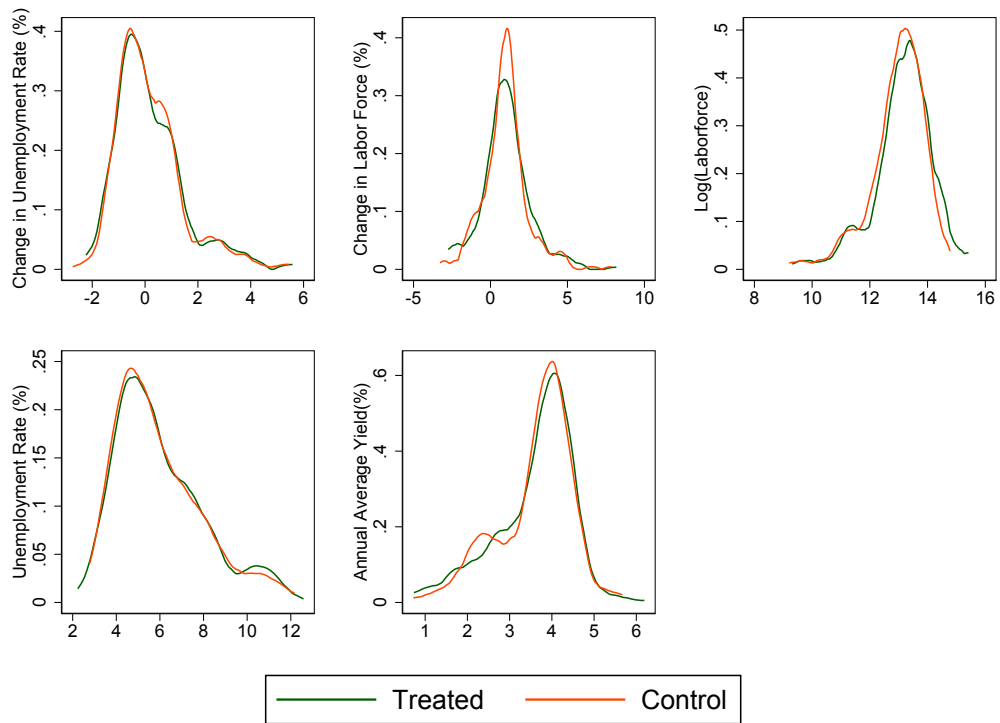 Change in Unemployment Rate (%)
0 .1 .2 .3 .4
-2 0 2 4 6
Change in Labor Force (%)
0 .1 .2 .3 .4
-5 0 5 10
Log(Laborforce)
0 .1 .2 .3 .4 .5
8 10 12 14 16
Unemployment Rate (%)
0 .05 .1 .15 .2 .25
2 4 6 8 10 12
Annual Average Yield(%)
0 .2 .4 .6
1 2 3 4 5 6
Treated Control